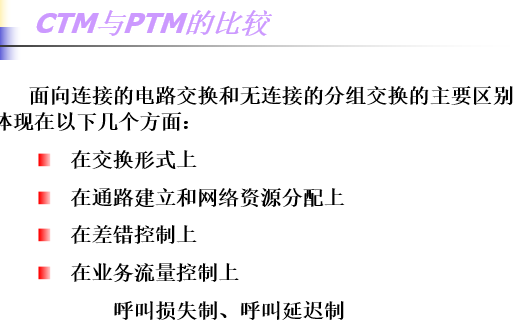 CTM与PTM的比较
面向连接的电路交换和无连接的分组交换的主要区别
体现在以下几个方面：
在交换形式上
在通路建立和网络资源分配上
在差错控制上
在业务流量控制上
呼叫损失制、呼叫延迟制